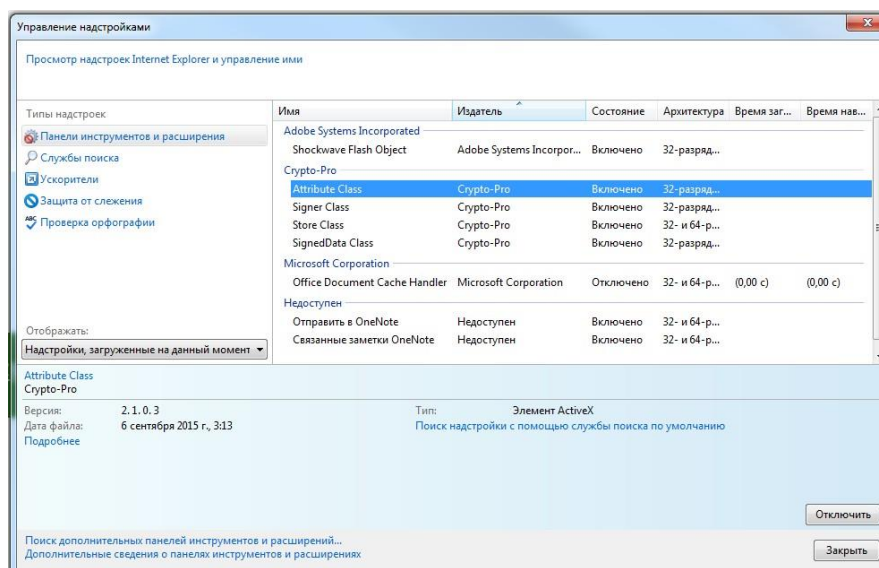 Управление надстройками
Просмотр надстроек Internet Explorer и управление ими
Типы надстроек
Панели инструментов и расширения
Службы поиска
Ускорители
Защита от слежения
ABC Проверка орфографии
Отображать:
Надстройки, загруженные на данный момент
Имя Издатель Состояние Архитектура Время заг... Время нав...
Adobe Systems Incorporated
Shockwave Flash Object Adobe Systems Incorpor... Включено 32-разряд...
Crypto-Pro
Attribute Class Crypto-Pro Включено 32-разряд...
Signer Class Crypto-Pro Включено 32-разряд...
Store Class Crypto-Pro Включено 32- и 64-р...
SignedData Class Crypto-Pro Включено 32-разряд...
Microsoft Corporation
Office Document Cache Handler Microsoft Corporation Отключено 32- и 64-р... (0,00 с) (0,00 с)
Недоступен
Отправить в OneNote Недоступен Включено 32- и 64-р...
Связанные заметки OneNote Недоступен Включено 32- и 64-р...
Attribute Class
Crypto-Pro
Версия: 2.1.0.3
Дата файла: 6 сентября 2015 г., 3:13
Подробнее
Тип: Элемент ActiveX
Поиск надстройки с помощью службы поиска по умолчанию
Отключить
Поиск дополнительных панелей инструментов и расширений...
Дополнительные сведения о панелях инструментов и расширениях
Закрыть